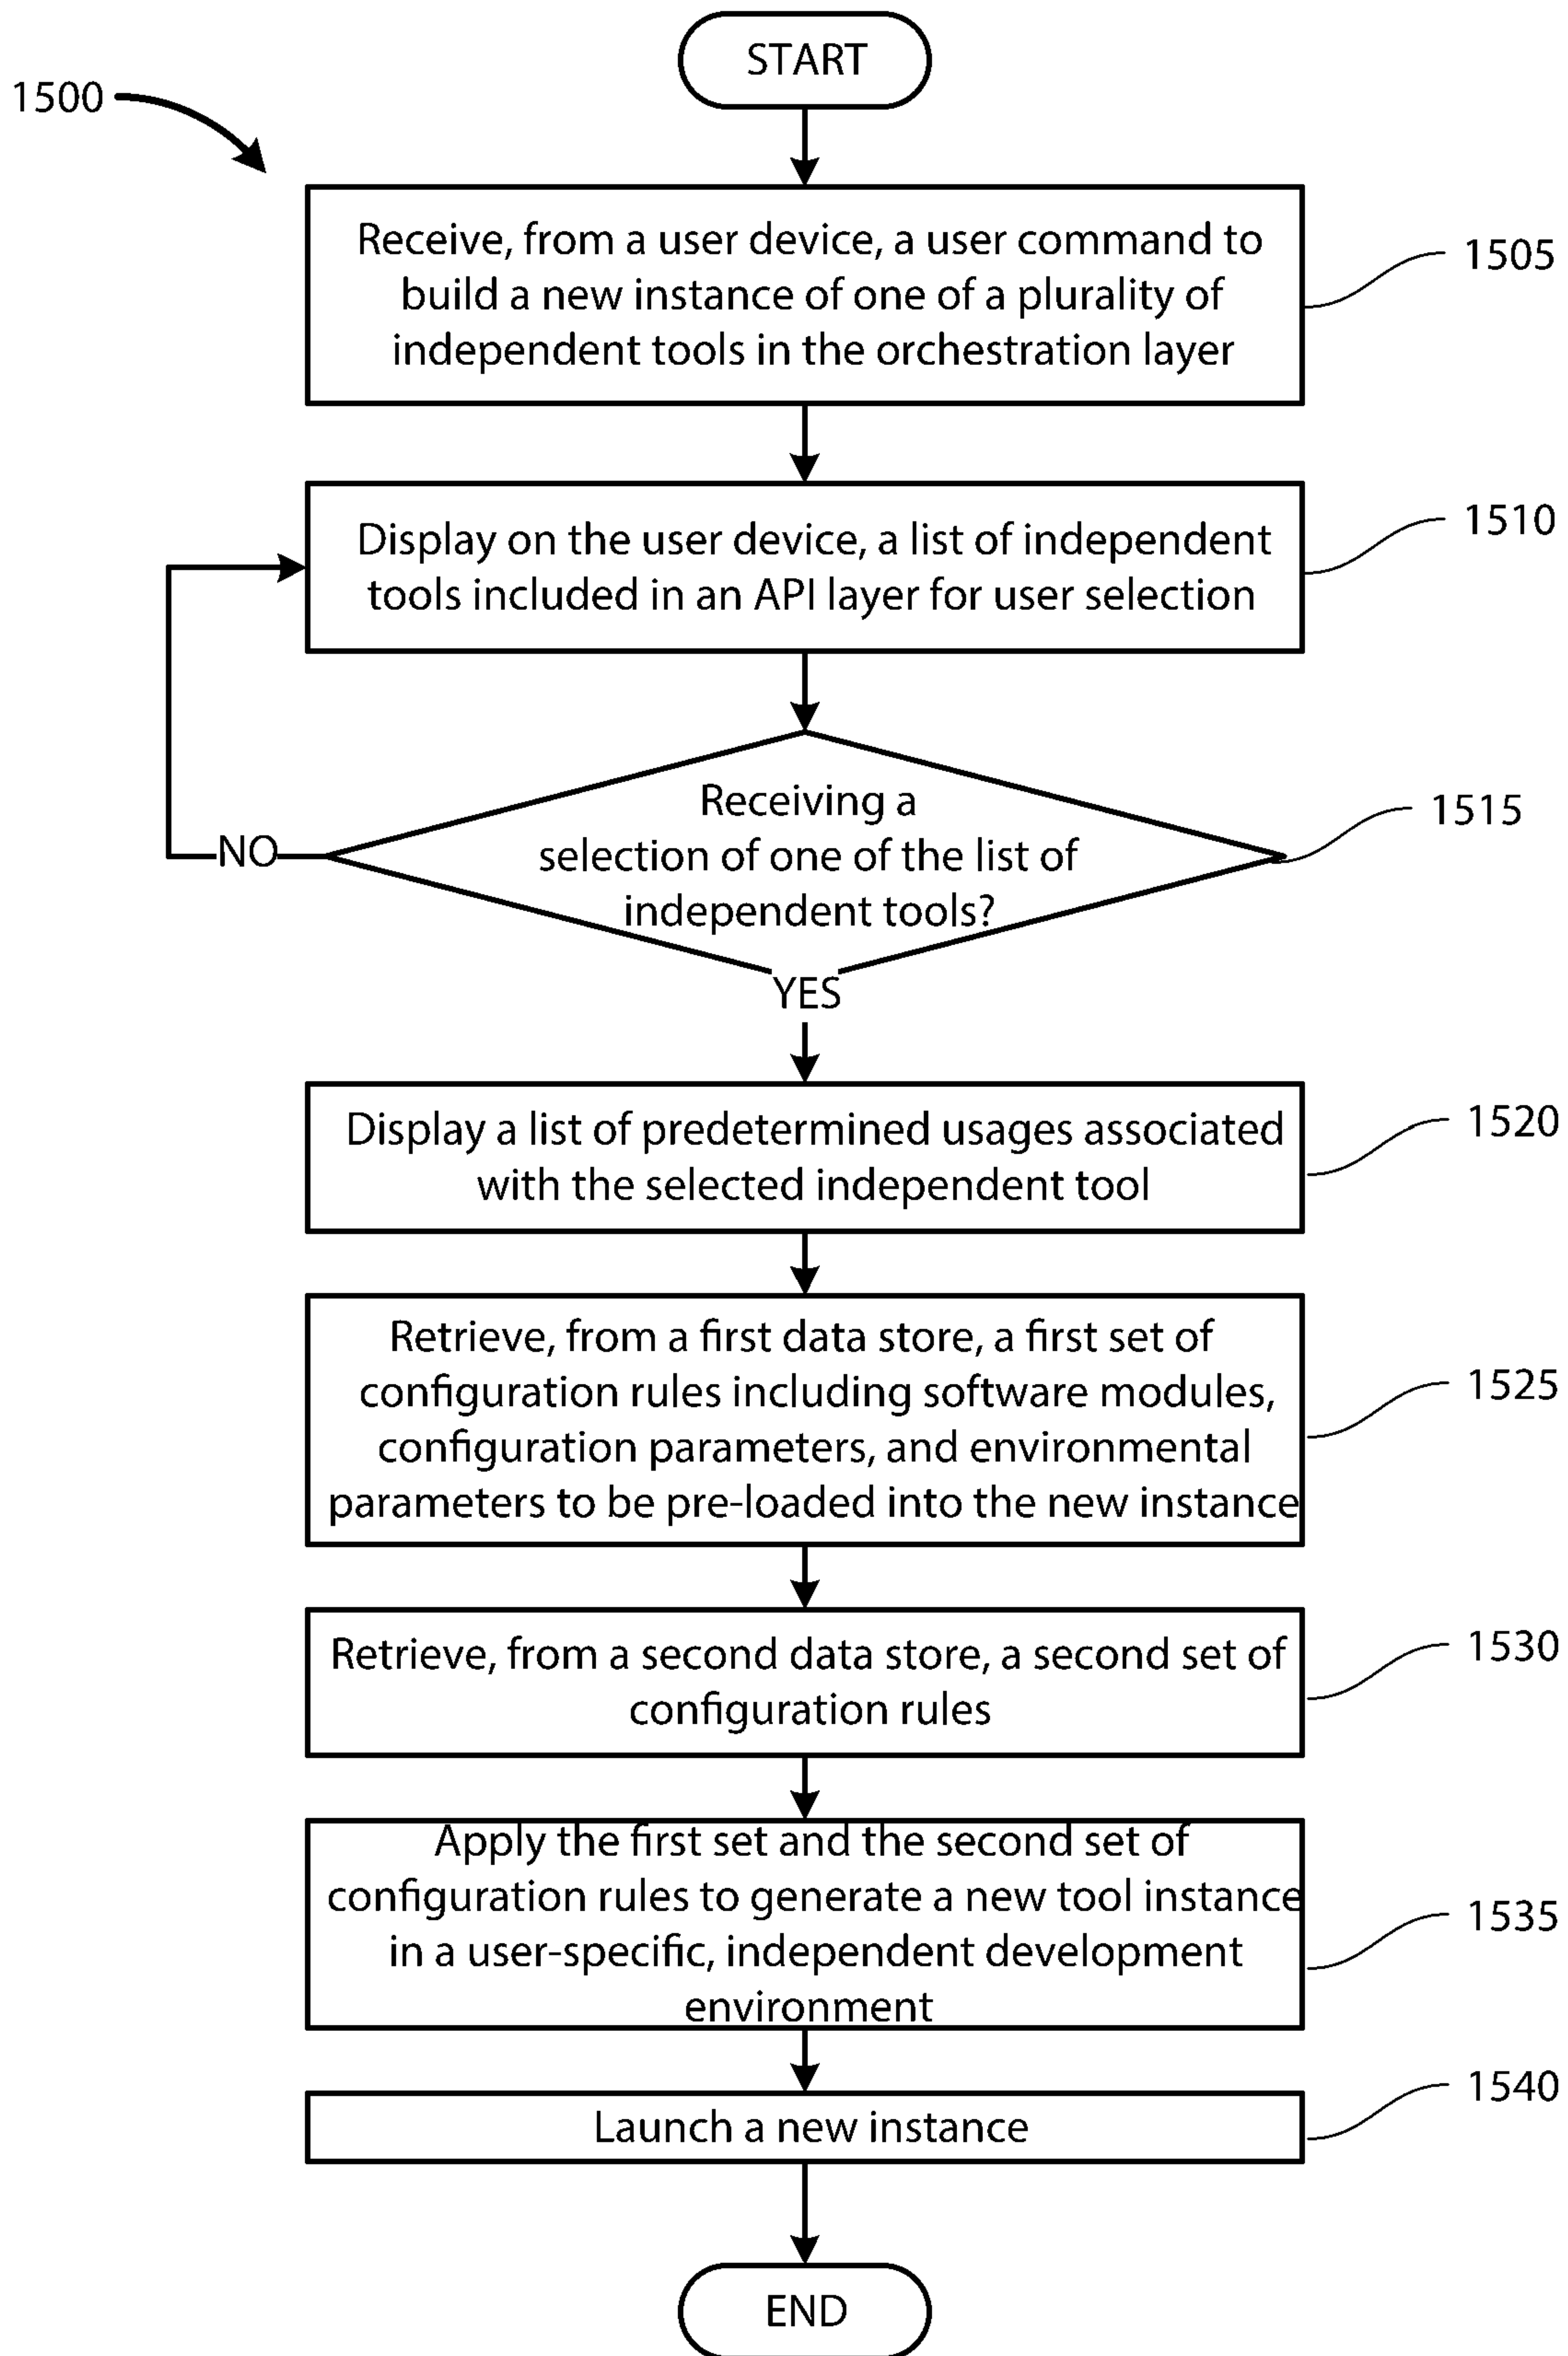 START
1500
Receive, from a user device, a user command to
build a new instance of one of a plurality of
independent tools in the orchestration layer
1505
Display on the user device, a list of independent
tools included in an API layer for user selection
1510
Receiving a
selection of one of the list of
independent tools?
1515
NO
YES
Display a list of predetermined usages associated
with the selected independent tool
1520
Retrieve, from a first data store, a first set of
configuration rules including software modules,
configuration parameters, and environmental
parameters to be pre-loaded into the new instance
1525
Retrieve, from a second data store, a second set of
configuration rules
1530
Apply the first set and the second set of
configuration rules to generate a new tool instance
in a user-specific, independent development
environment
1535
Launch a new instance
1540
END